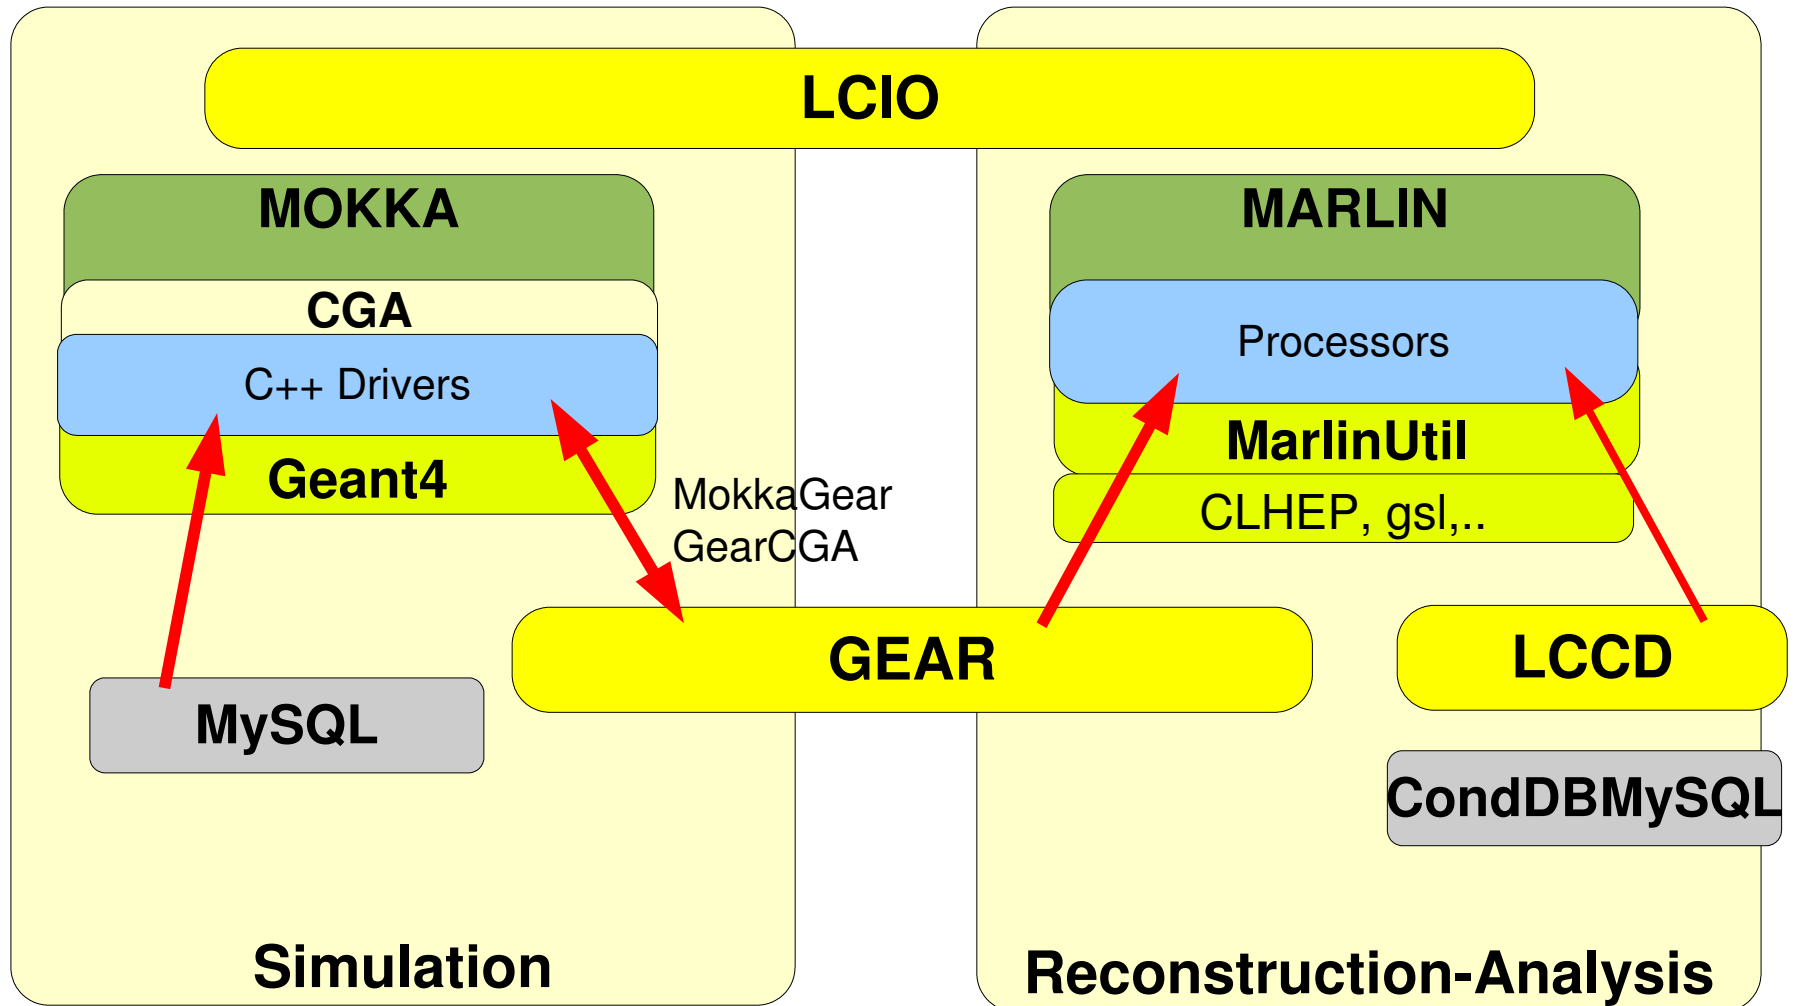 LCIO
MOKKA
CGA
C++ Drivers
Geant4
MokkaGear
GearCGA
MySQL
Simulation
GEAR
MARLIN
Processors
MarlinUtil
CLHEP, gsl,..
LCCD
CondDBMySQL
Reconstruction-Analysis